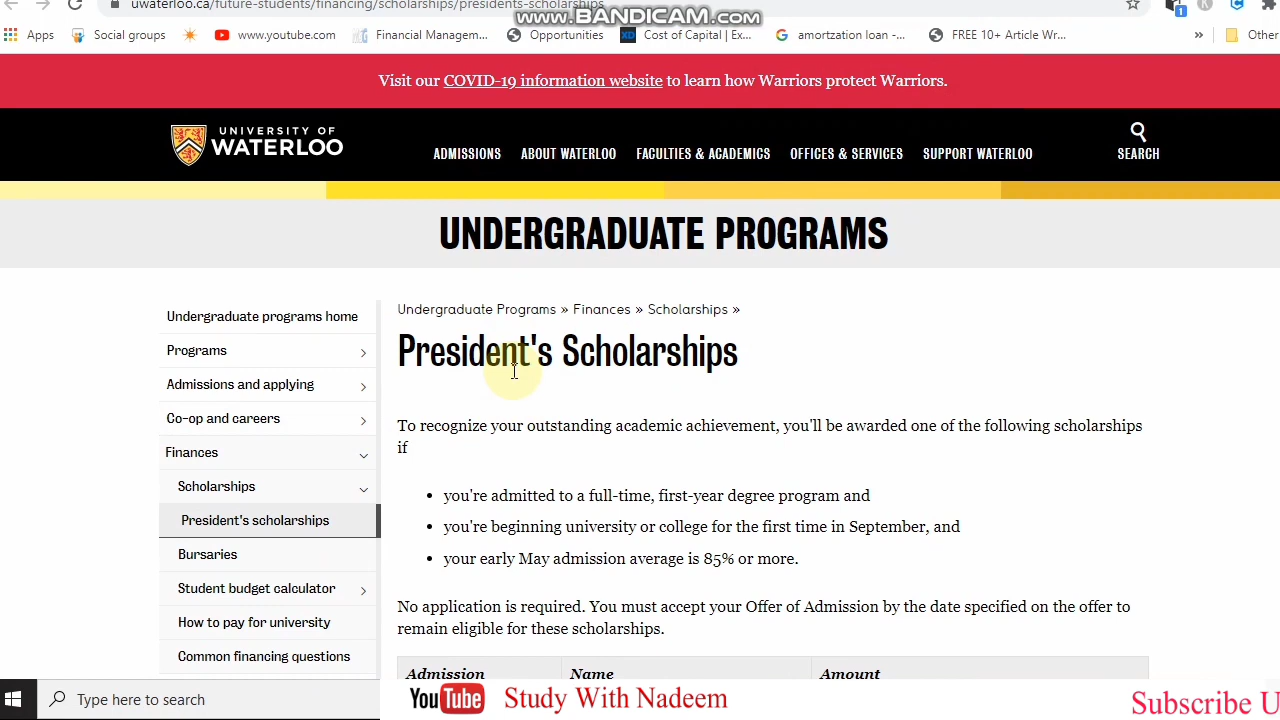 uwaterloo.ca/future-students/financing/scholarships/presidents-scholarships
WWW.BANDICAM.COM
1
Apps
Social groups
www.youtube.com
Financial Managem...
Opportunities
XD
Cost of Capital | Ex...
amortzation loan -...
FREE 10+ Article Wr...
»
Other
Visit our COVID-19 information website to learn how Warriors protect Warriors.
UNIVERSITY OF
WATERLOO
ADMISSIONS
ABOUT WATERLOO
FACULTIES & ACADEMICS
OFFICES & SERVICES
SUPPORT WATERLOO
SEARCH
UNDERGRADUATE PROGRAMS
Undergraduate programs home
Programs
Admissions and applying
Co-op and careers
Finances
Scholarships
President's scholarships
Bursaries
Student budget calculator
How to pay for university
Common financing questions
Undergraduate Programs » Finances » Scholarships »
President's Scholarships
To recognize your outstanding academic achievement, you'll be awarded one of the following scholarships
if
• you're admitted to a full-time, first-year degree program and
• you're beginning university or college for the first time in September, and
• your early May admission average is 85% or more.
No application is required. You must accept your Offer of Admission by the date specified on the offer to
remain eligible for these scholarships.
Admission
Name
Amount
Type here to search
YouTube
Study With Nadeem
Subscribe U